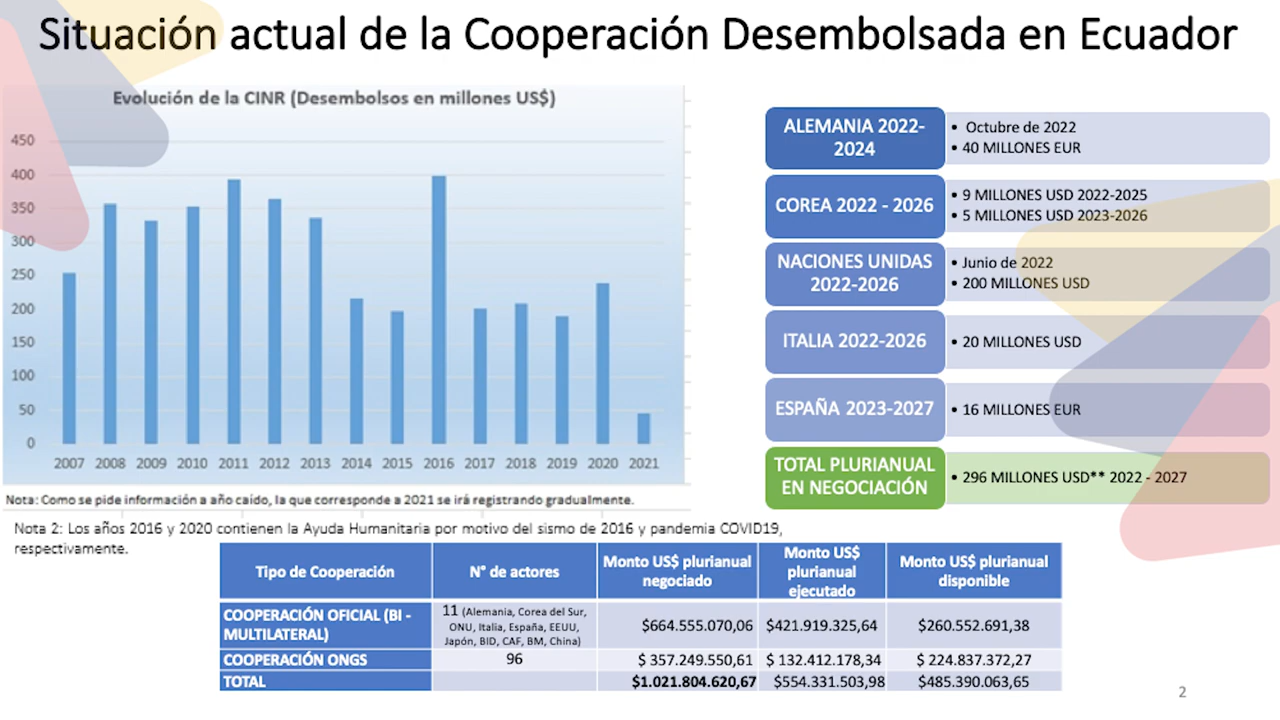 Situación actual de la Cooperación Desembolsada en Ecuador
Evolución de la CINR (Desembolsos en millones US$)
450
400
350
300
250
200
150
100
50
0
2007 2008 2009 2010 2011 2012 2013 2014 2015 2016 2017 2018 2019 2020 2021
Nota: Como se pide información a año caído, la que corresponde a 2021 se irá registrando gradualmente.
Nota 2: Los años 2016 y 2020 contienen la Ayuda Humanitaria por motivo del sismo de 2016 y pandemia COVID19,
respectivamente.
ALEMANIA 2022-
2024
• Octubre de 2022
• 40 MILLONES EUR
COREA 2022 - 2026
• 9 MILLONES USD 2022-2025
• 5 MILLONES USD 2023-2026
NACIONES UNIDAS
2022-2026
• Junio de 2022
• 200 MILLONES USD
ITALIA 2022-2026
• 20 MILLONES USD
ESPAÑA 2023-2027
• 16 MILLONES EUR
TOTAL PLURIANUAL
EN NEGOCIACIÓN
• 296 MILLONES USD** 2022 - 2027
Tipo de Cooperación
N° de actores
Monto US$ plurianual
negociado
Monto US$
plurianual
ejecutado
Monto US$ plurianual
disponible
COOPERACIÓN OFICIAL (BI -
MULTILATERAL)
11 (Alemania, Corea del Sur,
ONU, Italia, España, EEUU,
Japón, BID, CAF, BM, China)
$664.555.070,06
$421.919.325,64
$260.552.691,38
COOPERACIÓN ONGS
96
$ 357.249.550,61
$ 132.412.178,34
$ 224.837.372,27
TOTAL
$1.021.804.620,67
$554.331.503,98
$485.390.063,65
2